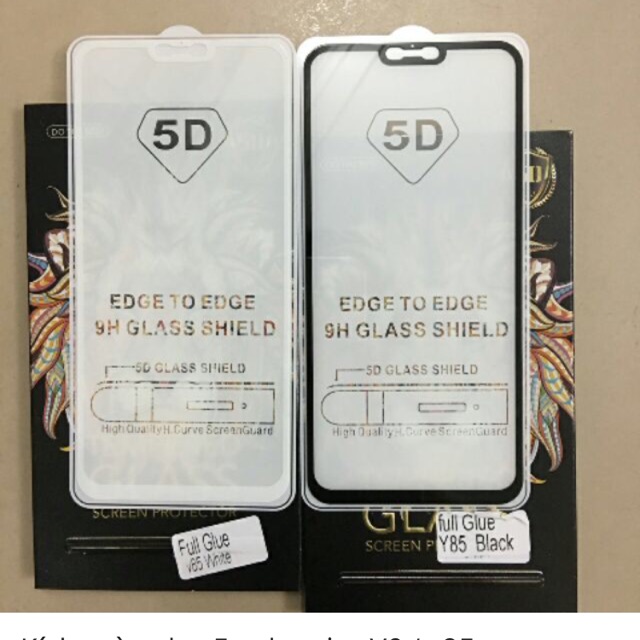 5D
EDGE TO EDGE
9H GLASS SHIELD
5D GLASS SHIELD
High Quality H.Curve ScreenGuard
SCREEN PROTECTOR
Full Glue
v85 White
5D
EDGE TO EDGE
9H GLASS SHIELD
5D GLASS SHIELD
High Quality H.Curve ScreenGuard
SCREEN
full Glue
Y85 Black